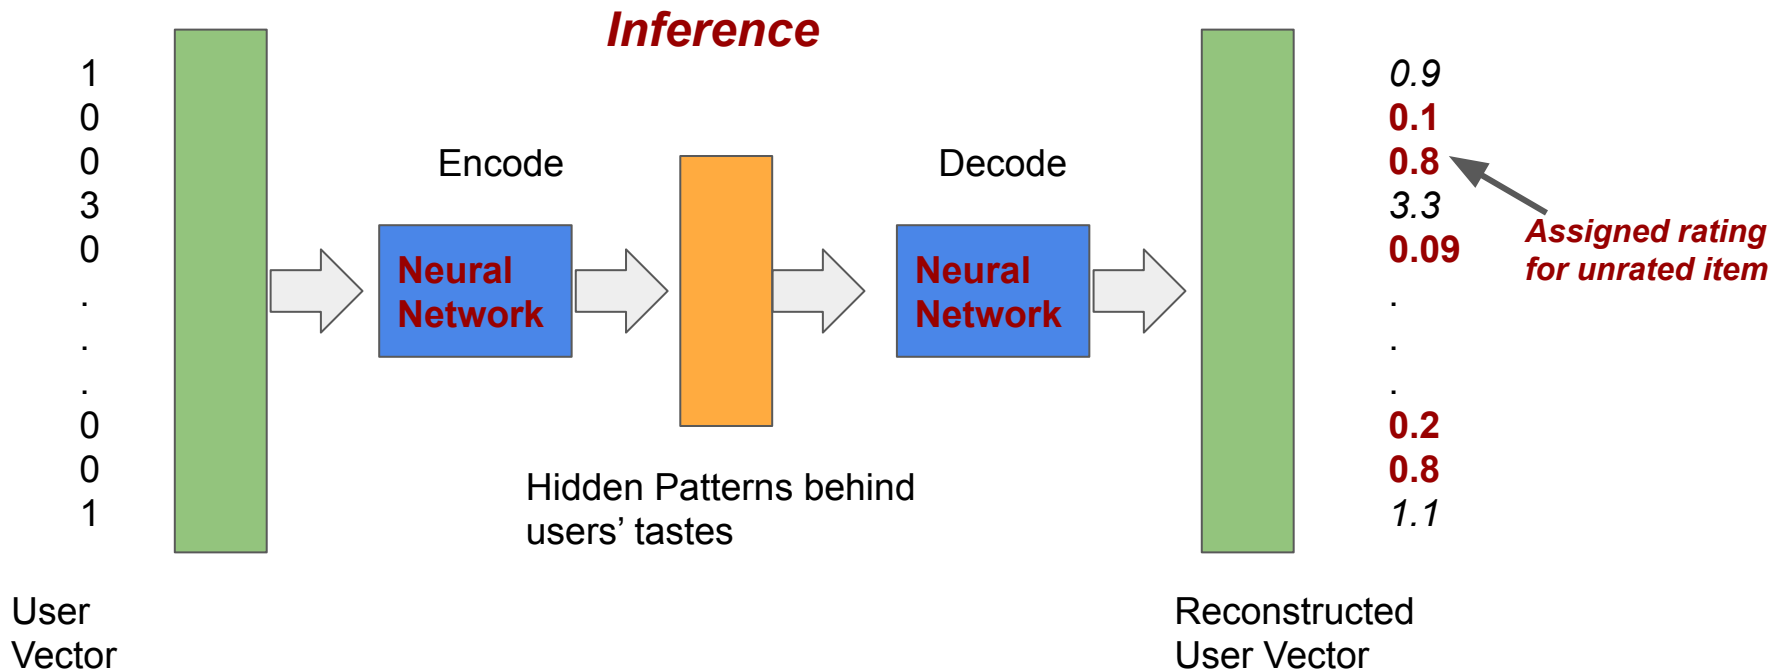 Inference
1
0
0
3
0
.
.
.
0
0
1
User
Vector
Encode
Neural
Network
Hidden Patterns behind
users’ tastes
Decode
Neural
Network
Reconstructed
User Vector
0.9
0.1
0.8
3.3
0.09
.
.
.
0.2
0.8
1.1
Assigned rating
for unrated item